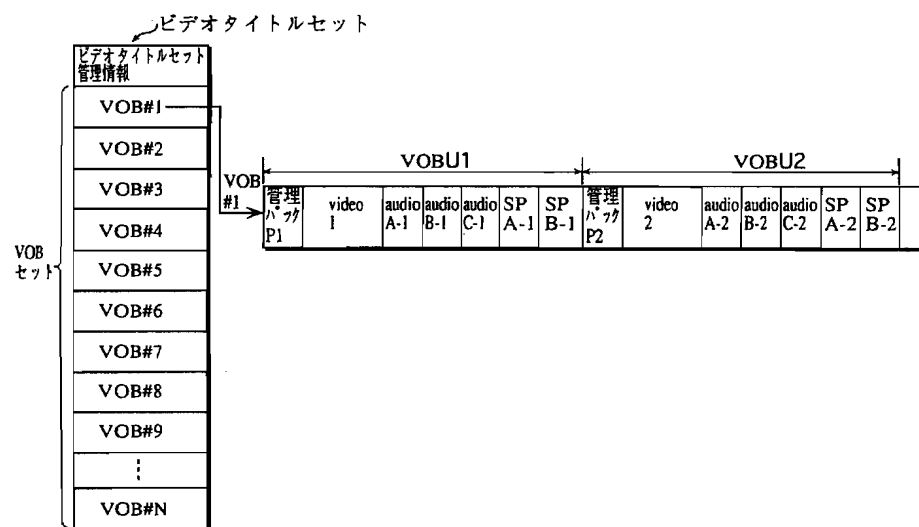 ビデオタイトルセット
ビデオタイトルセット
管理情報
VOB#1
VOB#2
VOB#3
VOB#4
VOB#5
VOB#6
VOB#7
VOB#8
VOB#9
VOB#N
VOB
セット
VOB
#1
VOBU1
VOBU2
管理
パック
P1
video
1
audio
A-1
audio
B-1
audio
C-1
SP
A-1
SP
B-1
管理
パック
P2
video
2
audio
A-2
audio
B-2
audio
C-2
SP
A-2
SP
B-2